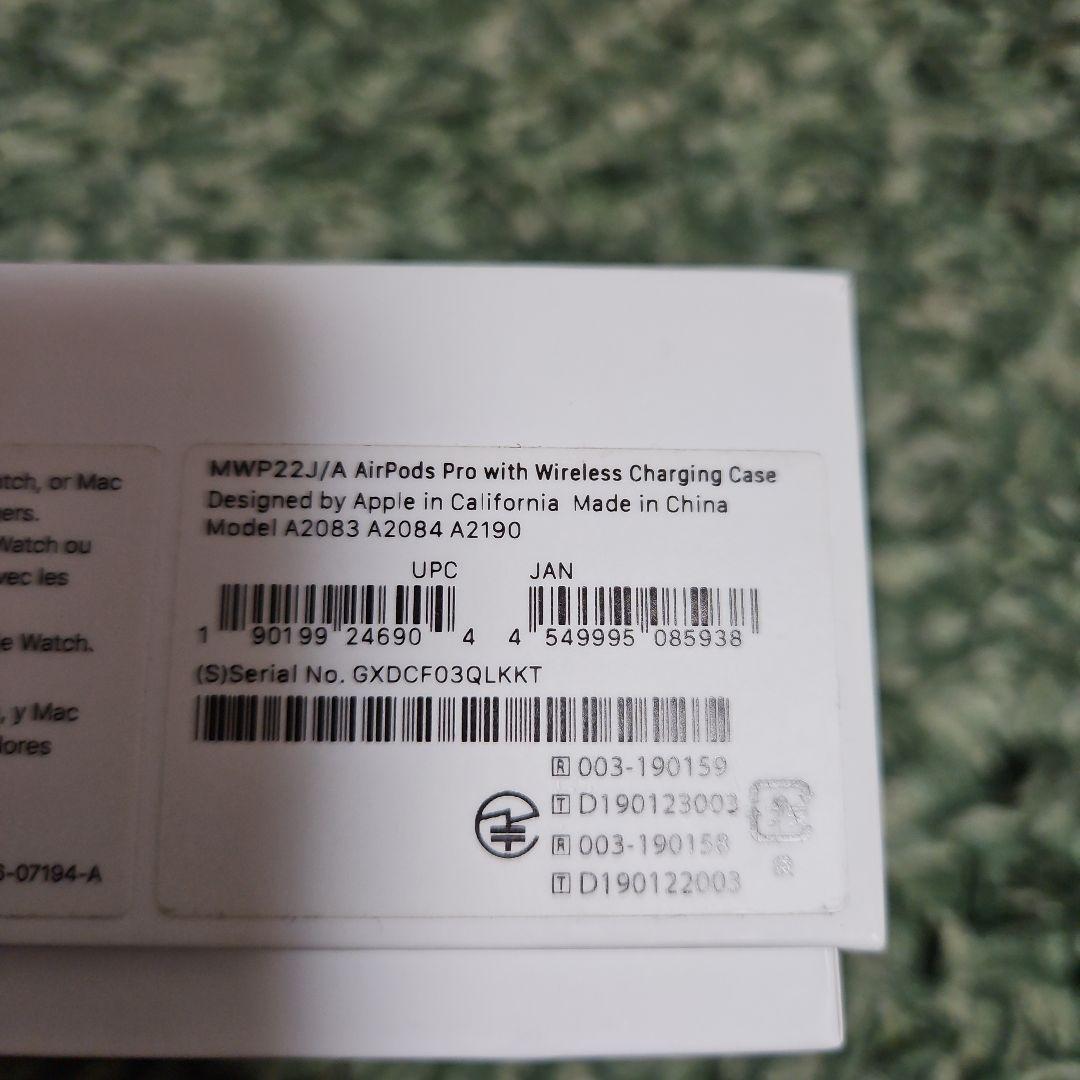 atch, or Mac
ers.
Watch ou
vec les
e Watch.
, y Mac
dores
6-07194-A
MWP22J/A AirPods Pro with Wireless Charging Case
Designed by Apple in California Made in China
Model A2083 A2084 A2190
UPC JAN
1 90199 24690 4 4 549995 085938
(S)Serial No. GXDCF03QLKKT
R 003-190159
T D190123003
R 003-190158
T D190122003